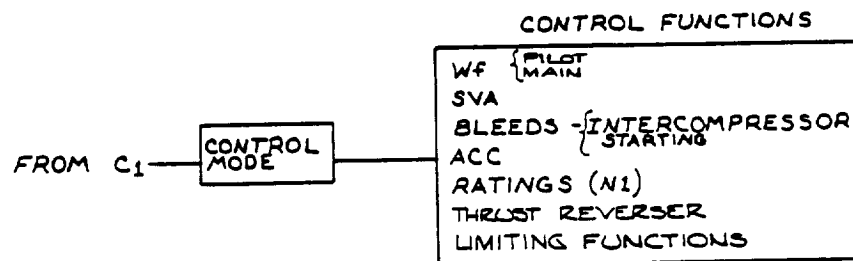 CONTROL FUNCTIONS
Wf {PILOT
MAIN
SVA
BLEEDS -{INTERCOMPRESSOR
STARTING
FROM C1
CONTROL
MODE
ACC
RATINGS (N1)
THRUST REVERSER
LIMITING FUNCTIONS